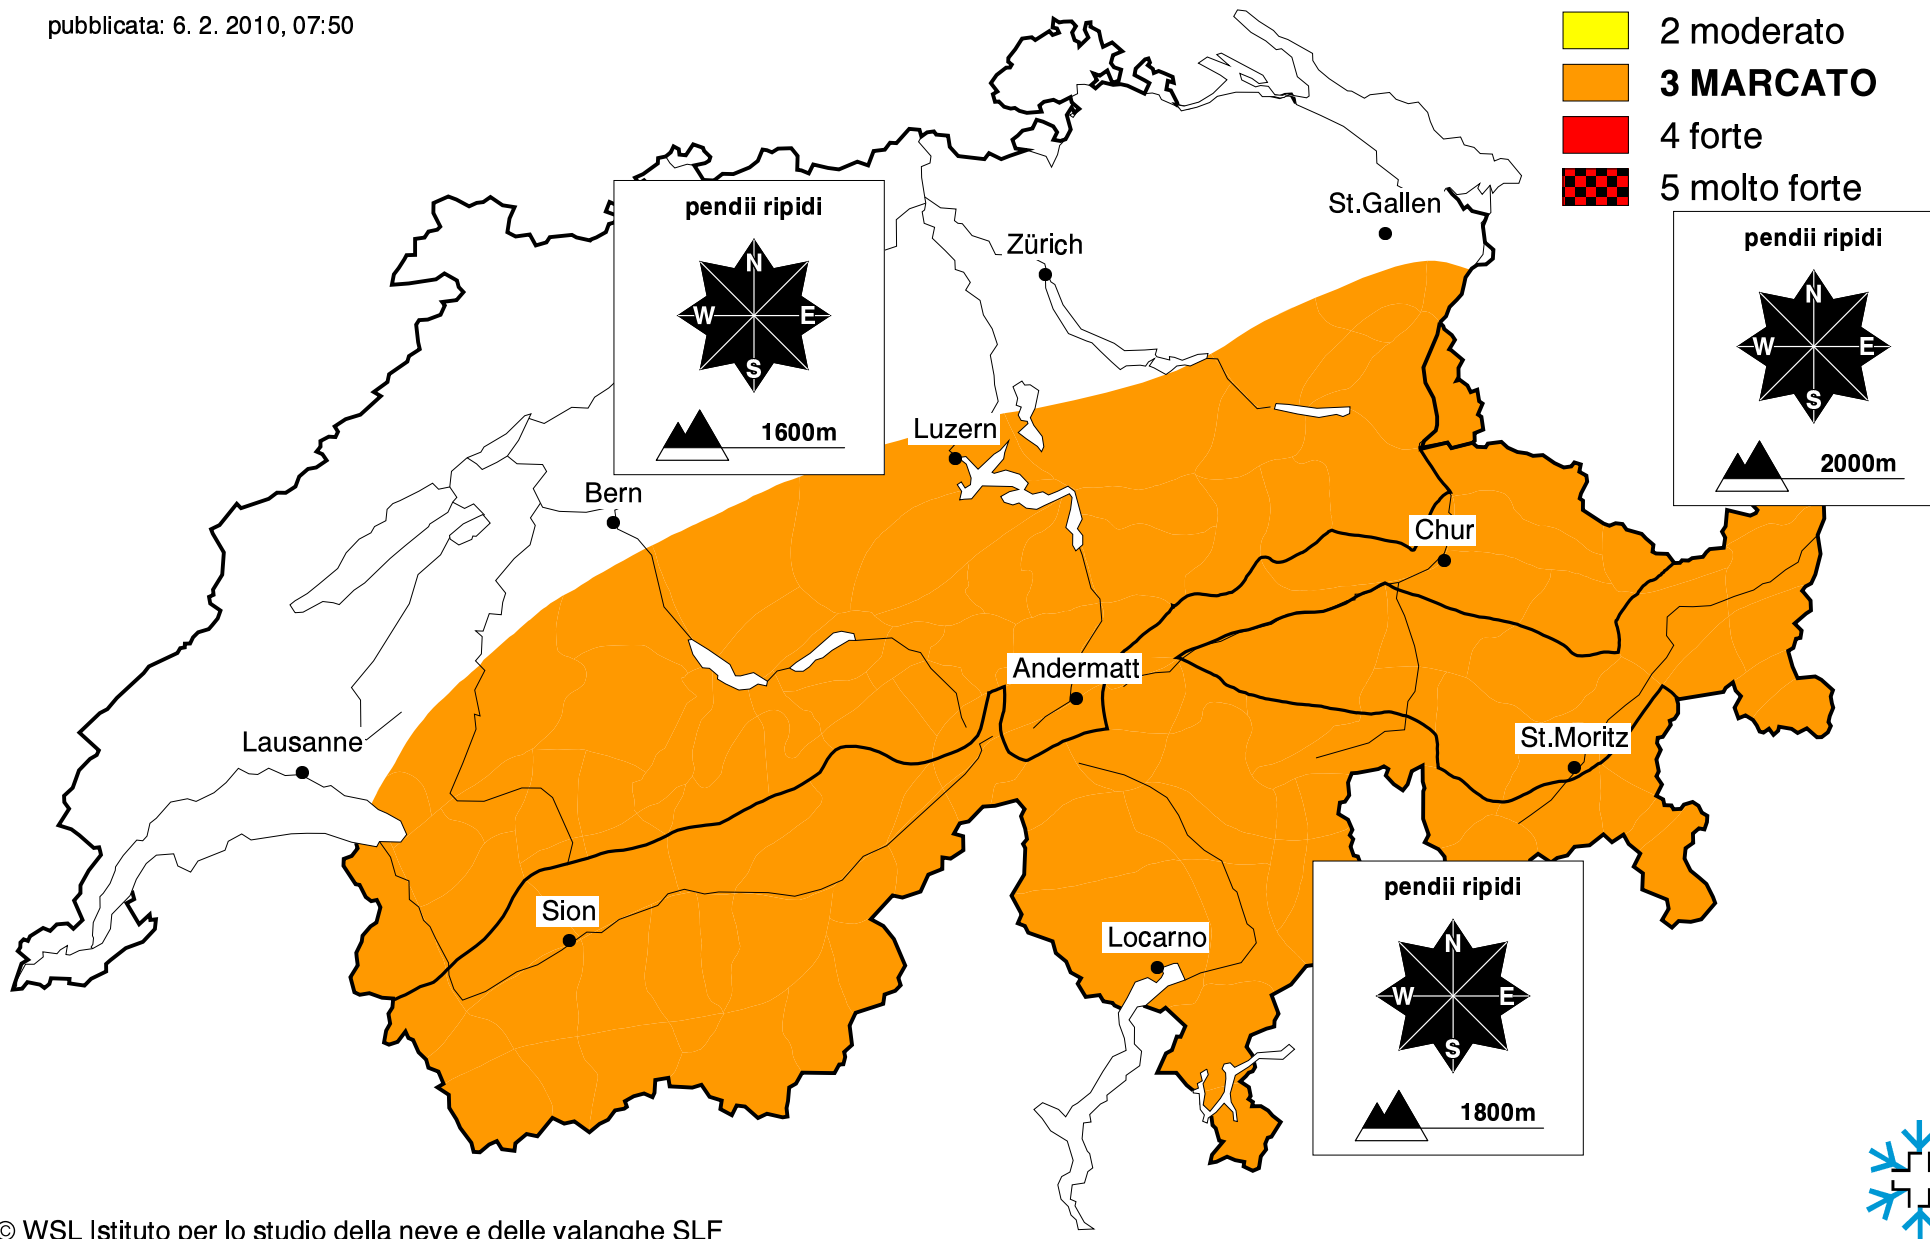 pubblicata: 6. 2. 2010, 07:50
2 moderato
3 MARCATO
4 forte
5 molto forte
pendii ripidi
N
W E
S
1600m
pendii ripidi
N
W E
S
2000m
St.Gallen
Zürich
Luzern
Bern
Chur
Andermatt
Lausanne
St.Moritz
Sion
Locarno
pendii ripidi
N
W E
S
1800m
© WSL Istituto per lo studio della neve e delle valanghe SLF